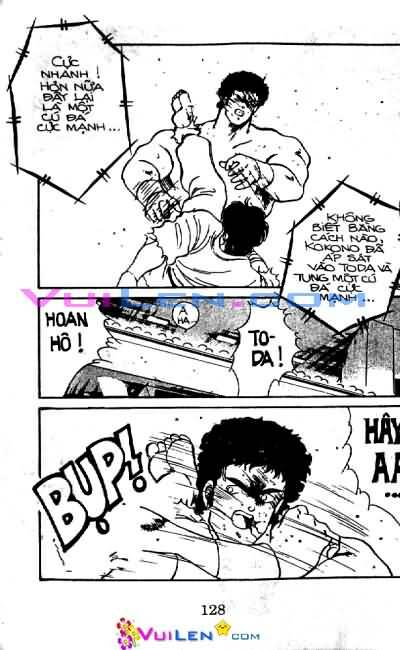 CỰC
NHANH!
HƠN NỮA
ĐÂY LẠI
LÀ MỘT
CÚ ĐÁ
CỰC MẠNH...
KHÔNG
BIẾT BẰNG
CÁCH NÀO,
KOKONO ĐÃ
ÁP SÁT
VÀO TODA VÀ
TUNG MỘT CÚ
ĐÁ CỰC
MẠNH...
VUILEN.COM
HOAN
HÔ!
Á
HÁ
TO-
DA!
BỤP!
HÂY
AA
...
128
VUILEN.COM